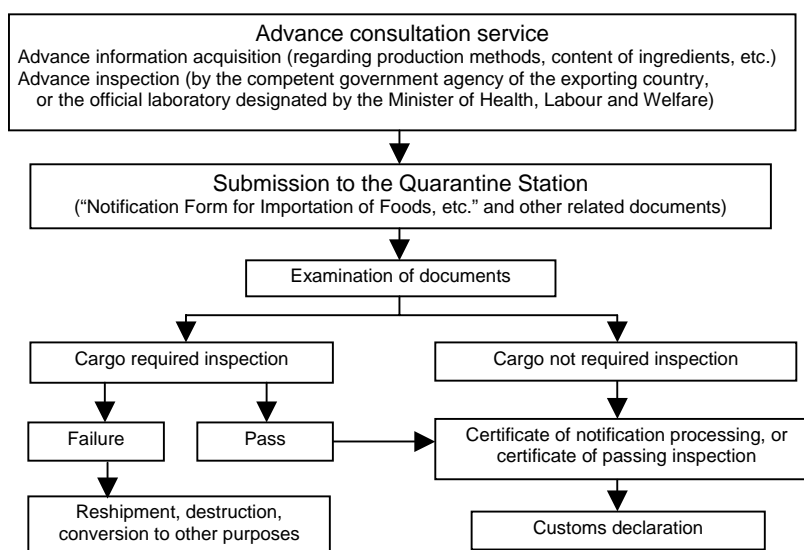 Advance consultation service
Advance information acquisition (regarding production methods, content of ingredients, etc.)
Advance inspection (by the competent government agency of the exporting country,
or the official laboratory designated by the Minister of Health, Labour and Welfare)
Submission to the Quarantine Station
(“Notification Form for Importation of Foods, etc.” and other related documents)
Examination of documents
Cargo required inspection
Cargo not required inspection
Failure
Pass
Certificate of notification processing, or
certificate of passing inspection
Reshipment, destruction,
conversion to other purposes
Customs declaration